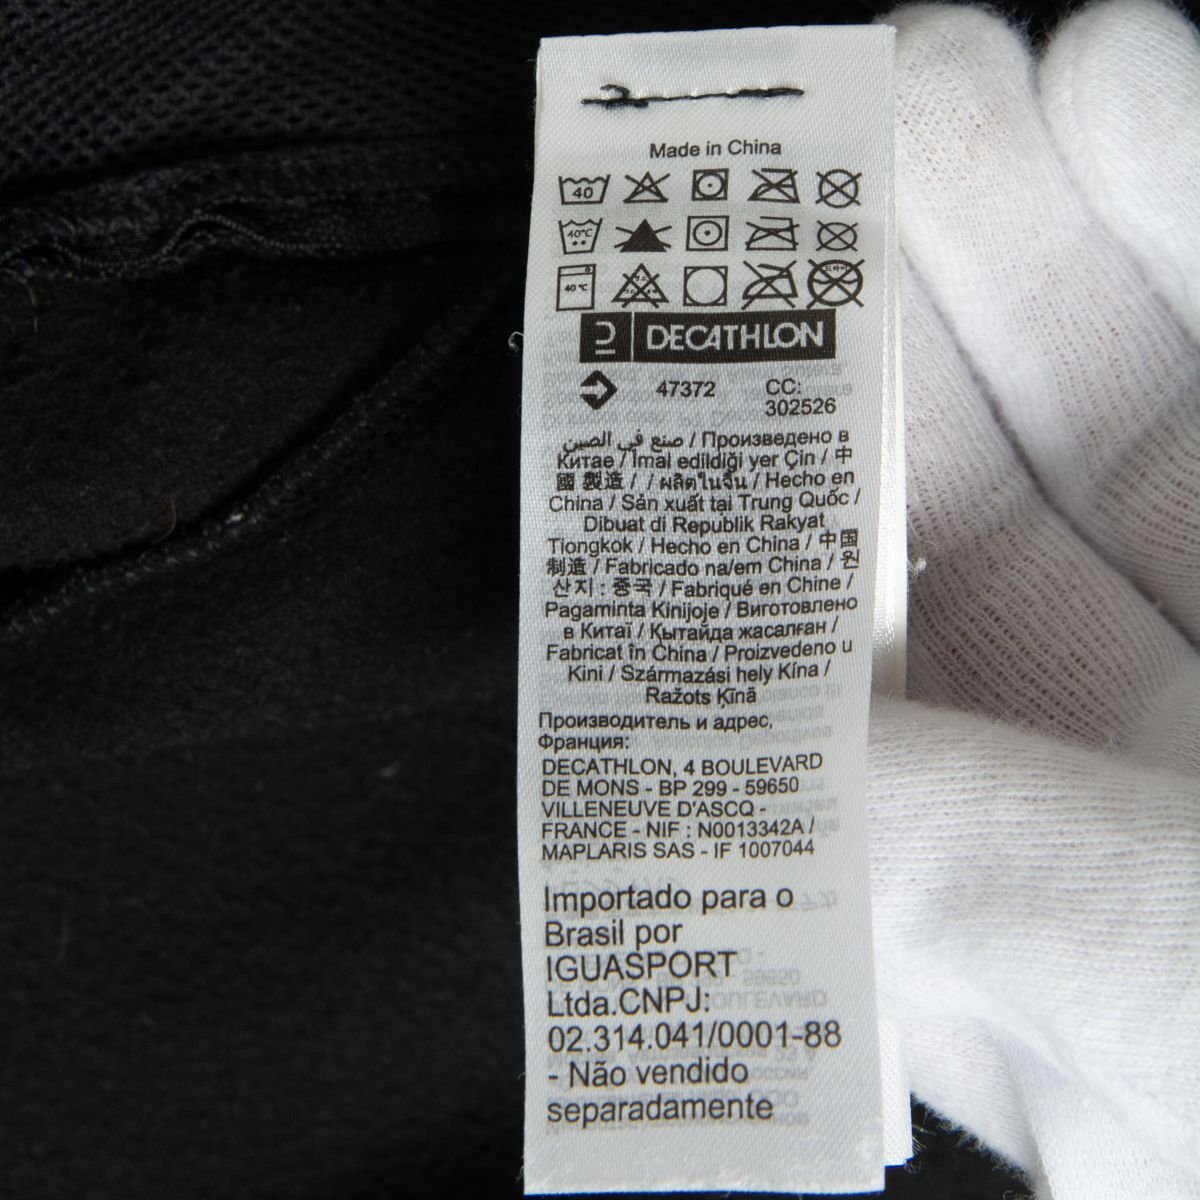 Made in China
40
40°C
40 ℃
DECATHLON
47372 CC:
302526
صنع في الصين / Произведено в
Китае / İmal edildiği yer Çin / 中
國 製造 / / ผลิตในจีน / Hecho en
China / Sản xuất tại Trung Quốc /
Dibuat di Republik Rakyat
Tiongkok / Hecho en China / 中国
制造 / Fabricado na/em China / 원
산지 : 중국 / Fabriqué en Chine /
Pagaminta Kinijoje / Виготовлено
в Китаї / Қытайда жасалған /
Fabricat în China / Proizvedeno u
Kini / Származási hely Kína /
Ražots Ķīnā
Производитель и адрес,
Франция:
DECATHLON, 4 BOULEVARD
DE MONS - BP 299 - 59650
VILLENEUVE D'ASCQ -
FRANCE - NIF : N0013342A /
MAPLARIS SAS - IF 1007044
Importado para o
Brasil por
IGUASPORT
Ltda.CNPJ:
02.314.041/0001-88
- Não vendido
separadamente